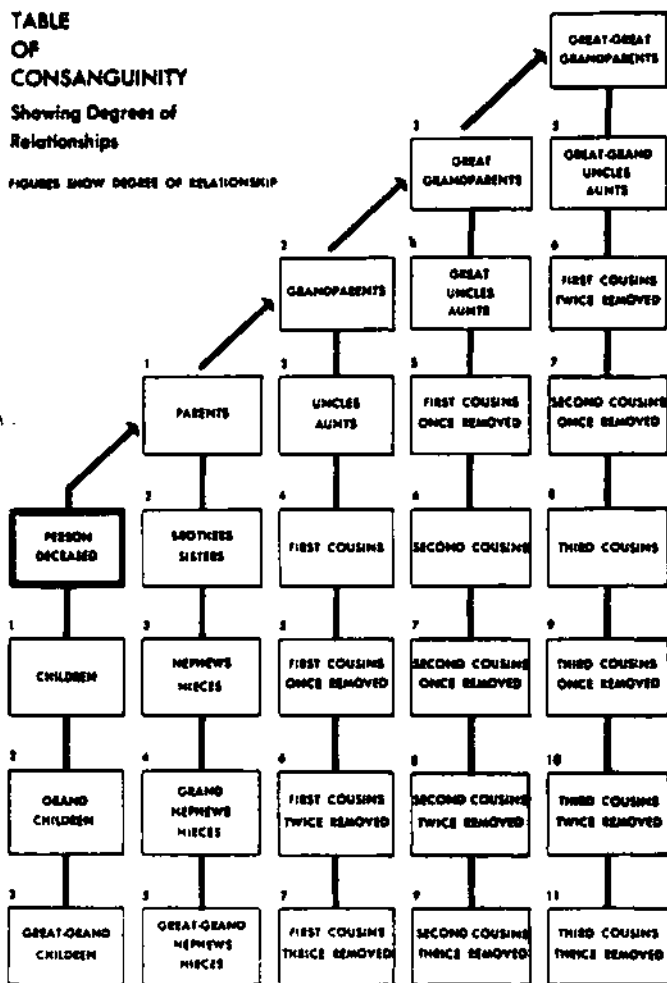 TABLE
OF
CONSANGUINITY
Showing Degrees of
Relationships
FIGURES SHOW DEGREE OF RELATIONSHIP
GREAT-GREAT
GRANDPARENTS
3
GREAT
GRANDPARENTS
5
GREAT-GRAND
UNCLES
AUNTS
2
GRANDPARENTS
GREAT
UNCLES
AUNTS
6
FIRST COUSINS
TWICE REMOVED
1
PARENTS
3
UNCLES
AUNTS
5
FIRST COUSINS
ONCE REMOVED
7
SECOND COUSINS
ONCE REMOVED
PERSON
DECEASED
2
BROTHERS
SISTERS
4
FIRST COUSINS
6
SECOND COUSINS
8
THIRD COUSINS
1
CHILDREN
3
NEPHEWS
NIECES
5
FIRST COUSINS
ONCE REMOVED
7
SECOND COUSINS
ONCE REMOVED
9
THIRD COUSINS
ONCE REMOVED
2
GRAND
CHILDREN
4
GRAND
NEPHEWS
NIECES
6
FIRST COUSINS
TWICE REMOVED
8
SECOND COUSINS
TWICE REMOVED
10
THIRD COUSINS
TWICE REMOVED
3
GREAT-GRAND
CHILDREN
5
GREAT-GRAND
NEPHEWS
NIECES
7
FIRST COUSINS
THRICE REMOVED
9
SECOND COUSINS
THRICE REMOVED
11
THIRD COUSINS
THRICE REMOVED